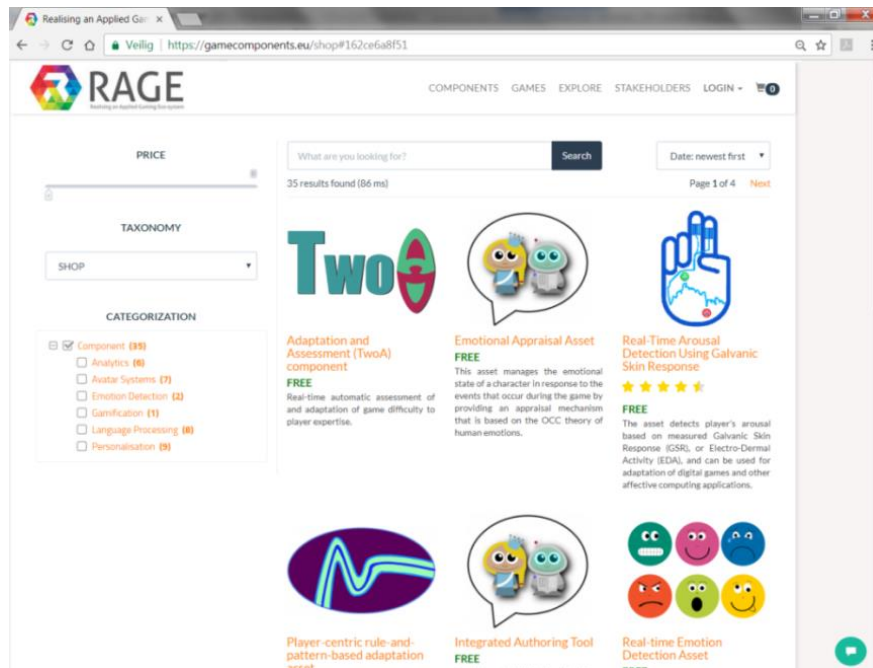 Realising an Applied Ga
Veilig | https://gamecomponents.eu/shop#162ce6a8f51
RAGE
Realising an Applied Gaming Eco-system
COMPONENTS GAMES EXPLORE STAKEHOLDERS LOGIN 0
PRICE
TAXONOMY
SHOP
CATEGORIZATION
Component (35)
Analytics (6)
Avatar Systems (7)
Emotion Detection (2)
Gamification (1)
Language Processing (8)
Personalisation (9)
What are you looking for?
Search
Date: newest first
35 results found (86 ms)
Page 1 of 4 Next
TwoA
Adaptation and
Assessment (TwoA)
component
FREE
Real-time automatic assessment of
and adaptation of game difficulty to
player expertise.
Emotional Appraisal Asset
FREE
This asset manages the emotional
state of a character in response to the
events that occur during the game by
providing an appraisal mechanism
that is based on the OCC theory of
human emotions.
Real-Time Arousal
Detection Using Galvanic
Skin Response
FREE
The asset detects player's arousal
based on measured Galvanic Skin
Response (GSR), or Electro-Dermal
Activity (EDA), and can be used for
adaptation of digital games and other
affective computing applications.
Player-centric rule-and-
pattern-based adaptation
asset
Integrated Authoring Tool
FREE
Real-time Emotion
Detection Asset
FREE